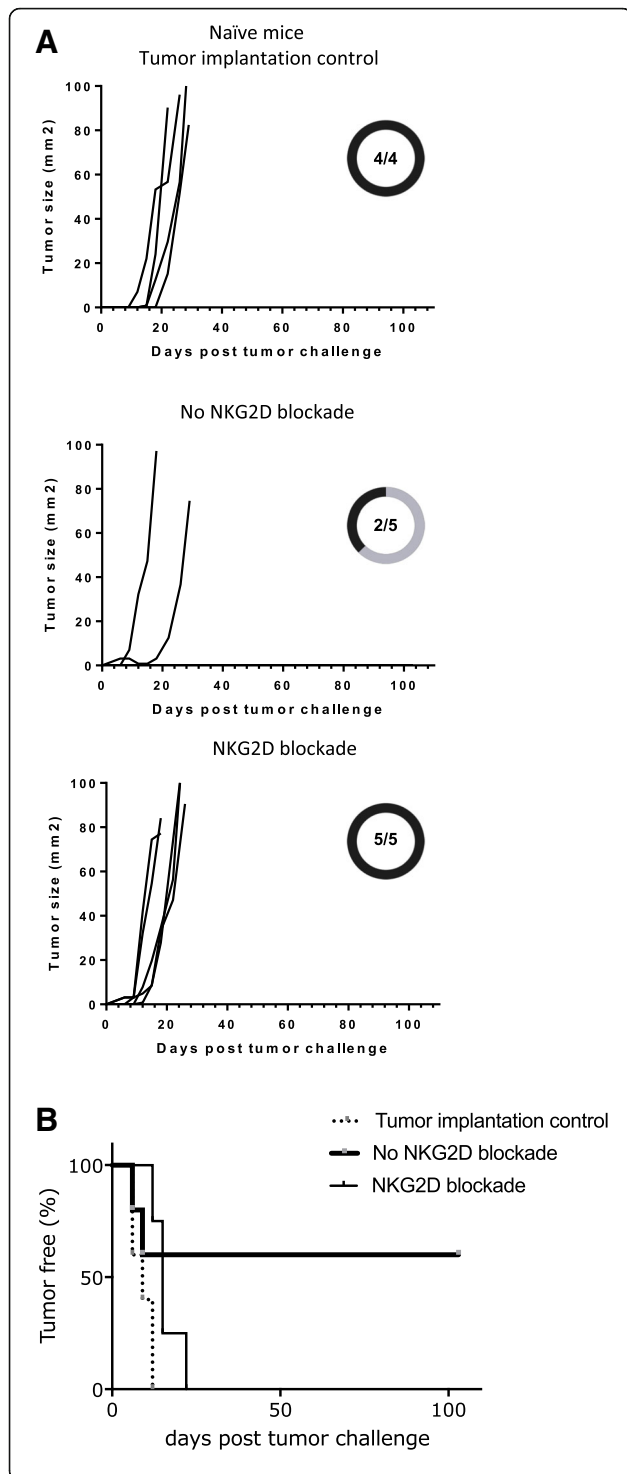 A
Naïve mice
Tumor implantation control
100
80
60
40
20
0
Tumor size (mm2)
4/4
0 20 40 60 80 100
Days post tumor challenge
No NKG2D blockade
100
80
60
40
20
0
Tumor size (mm2)
2/5
0 20 40 60 80 100
Days post tumor challenge
NKG2D blockade
100
80
60
40
20
0
Tumor size (mm2)
5/5
0 20 40 60 80 100
Days post tumor challenge
B
Tumor implantation control
No NKG2D blockade
NKG2D blockade
100
50
0
Tumor free (%)
0 50 100
days post tumor challenge